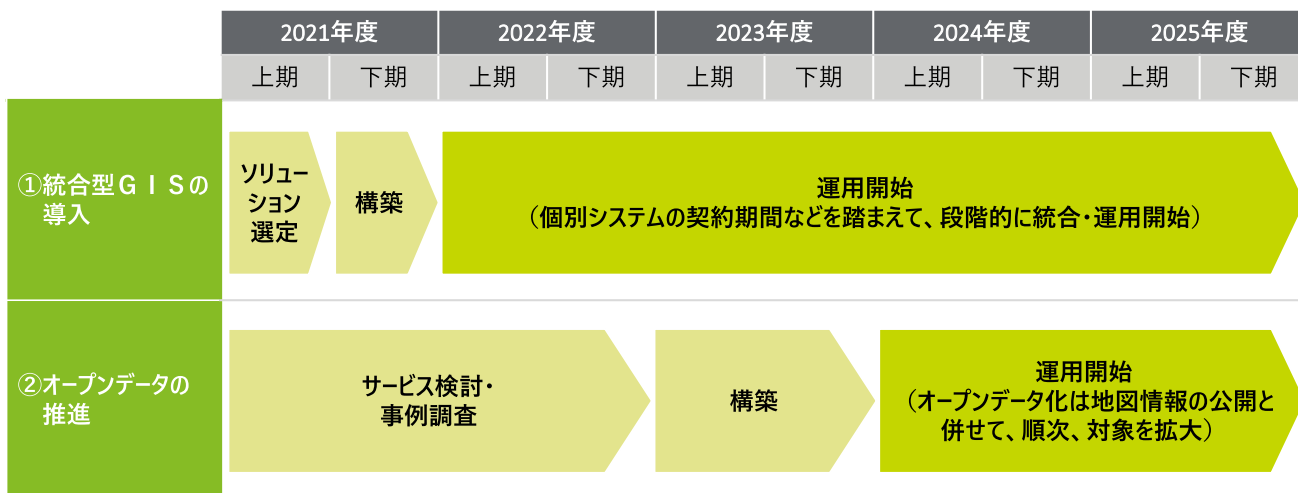 2021年度 2022年度 2023年度 2024年度 2025年度
上期 下期 上期 下期 上期 下期 上期 下期 上期 下期
①統合型ＧＩＳの
導入
ソリュー
ション
選定
構築
運用開始
（個別システムの契約期間などを踏まえて、段階的に統合・運用開始）
②オープンデータの
推進
サービス検討・
事例調査
構築
運用開始
（オープンデータ化は地図情報の公開と
併せて、順次、対象を拡大）